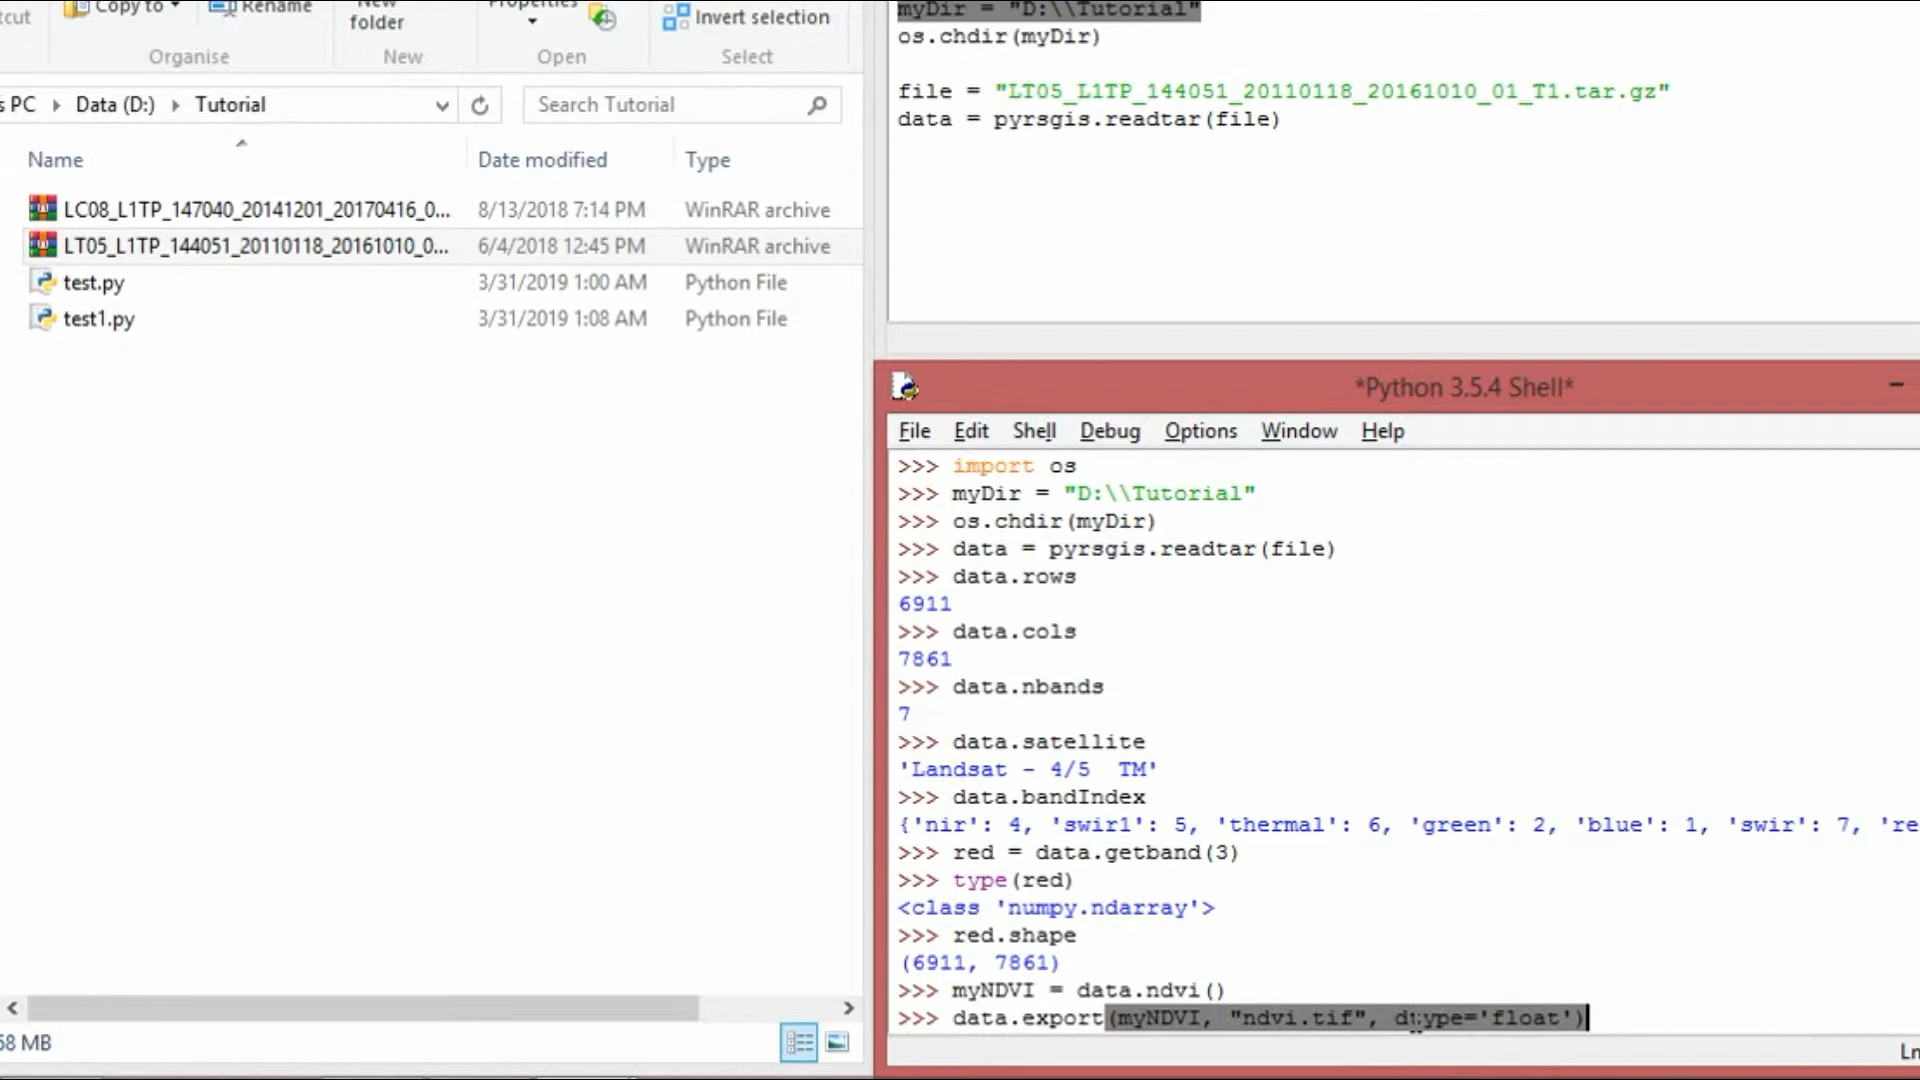 cut
Copy to
Rename
New
folder
Properties
Invert selection
Organise
New
Open
Select
s PC
Data (D:)
Tutorial
Search Tutorial
Name
Date modified
Type
LC08_L1TP_147040_20141201_20170416_0...
8/13/2018 7:14 PM
WinRAR archive
LT05_L1TP_144051_20110118_20161010_0...
6/4/2018 12:45 PM
WinRAR archive
test.py
3/31/2019 1:00 AM
Python File
test1.py
3/31/2019 1:08 AM
Python File
58 MB
myDir = "D:\\Tutorial"
os.chdir(myDir)
file = "LT05_L1TP_144051_20110118_20161010_01_T1.tar.gz"
data = pyrsgis.readtar(file)
*Python 3.5.4 Shell*
File Edit Shell Debug Options Window Help
>>> import os
>>> myDir = "D:\\Tutorial"
>>> os.chdir(myDir)
>>> data = pyrsgis.readtar(file)
>>> data.rows
6911
>>> data.cols
7861
>>> data.nbands
7
>>> data.satellite
'Landsat - 4/5  TM'
>>> data.bandIndex
{'nir': 4, 'swir1': 5, 'thermal': 6, 'green': 2, 'blue': 1, 'swir': 7, 're
>>> red = data.getband(3)
>>> type(red)
<class 'numpy.ndarray'>
>>> red.shape
(6911, 7861)
>>> myNDVI = data.ndvi()
>>> data.export(myNDVI, "ndvi.tif", dtype='float')
Ln